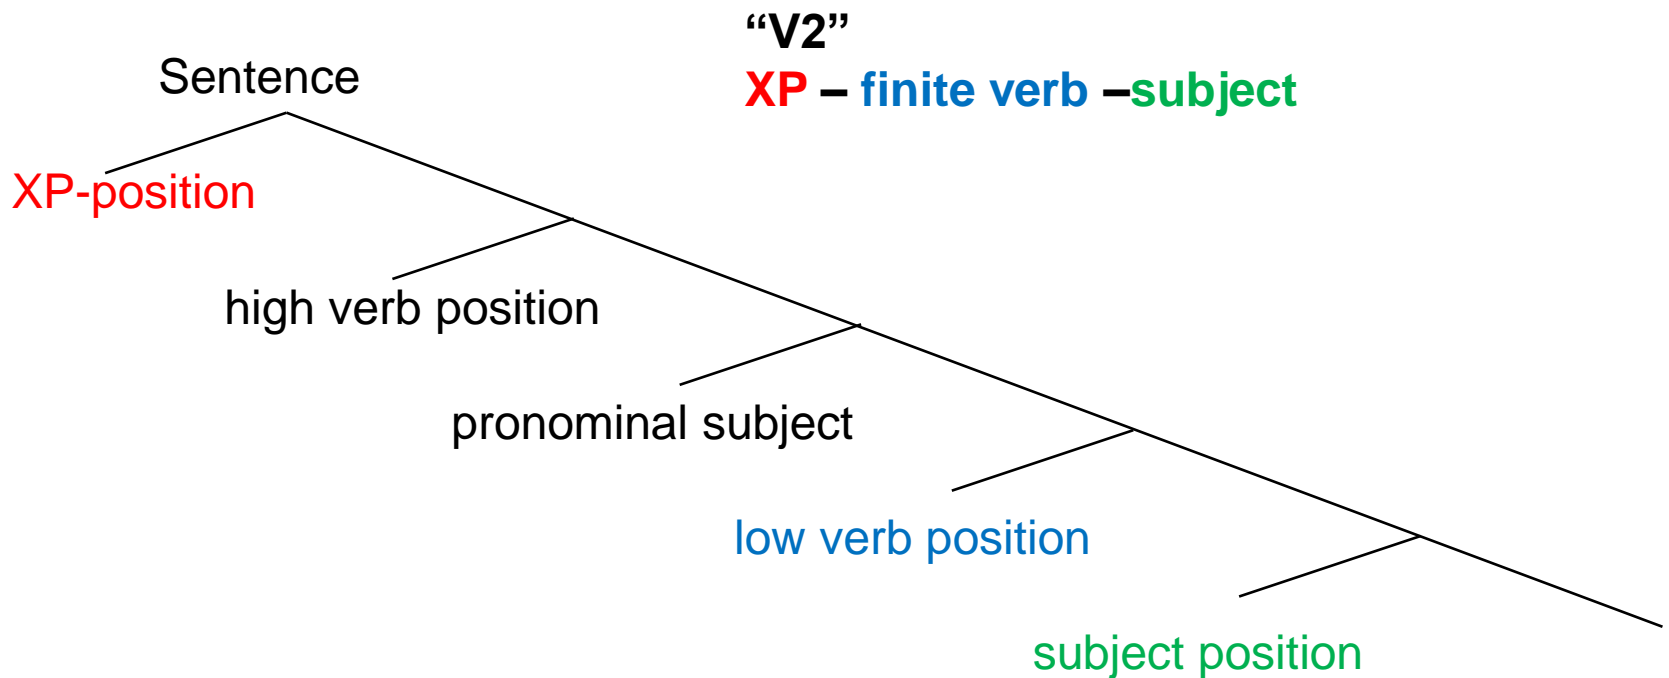 “V2”
XP – finite verb –subject
Sentence
XP-position
high verb position
pronominal subject
low verb position
subject position